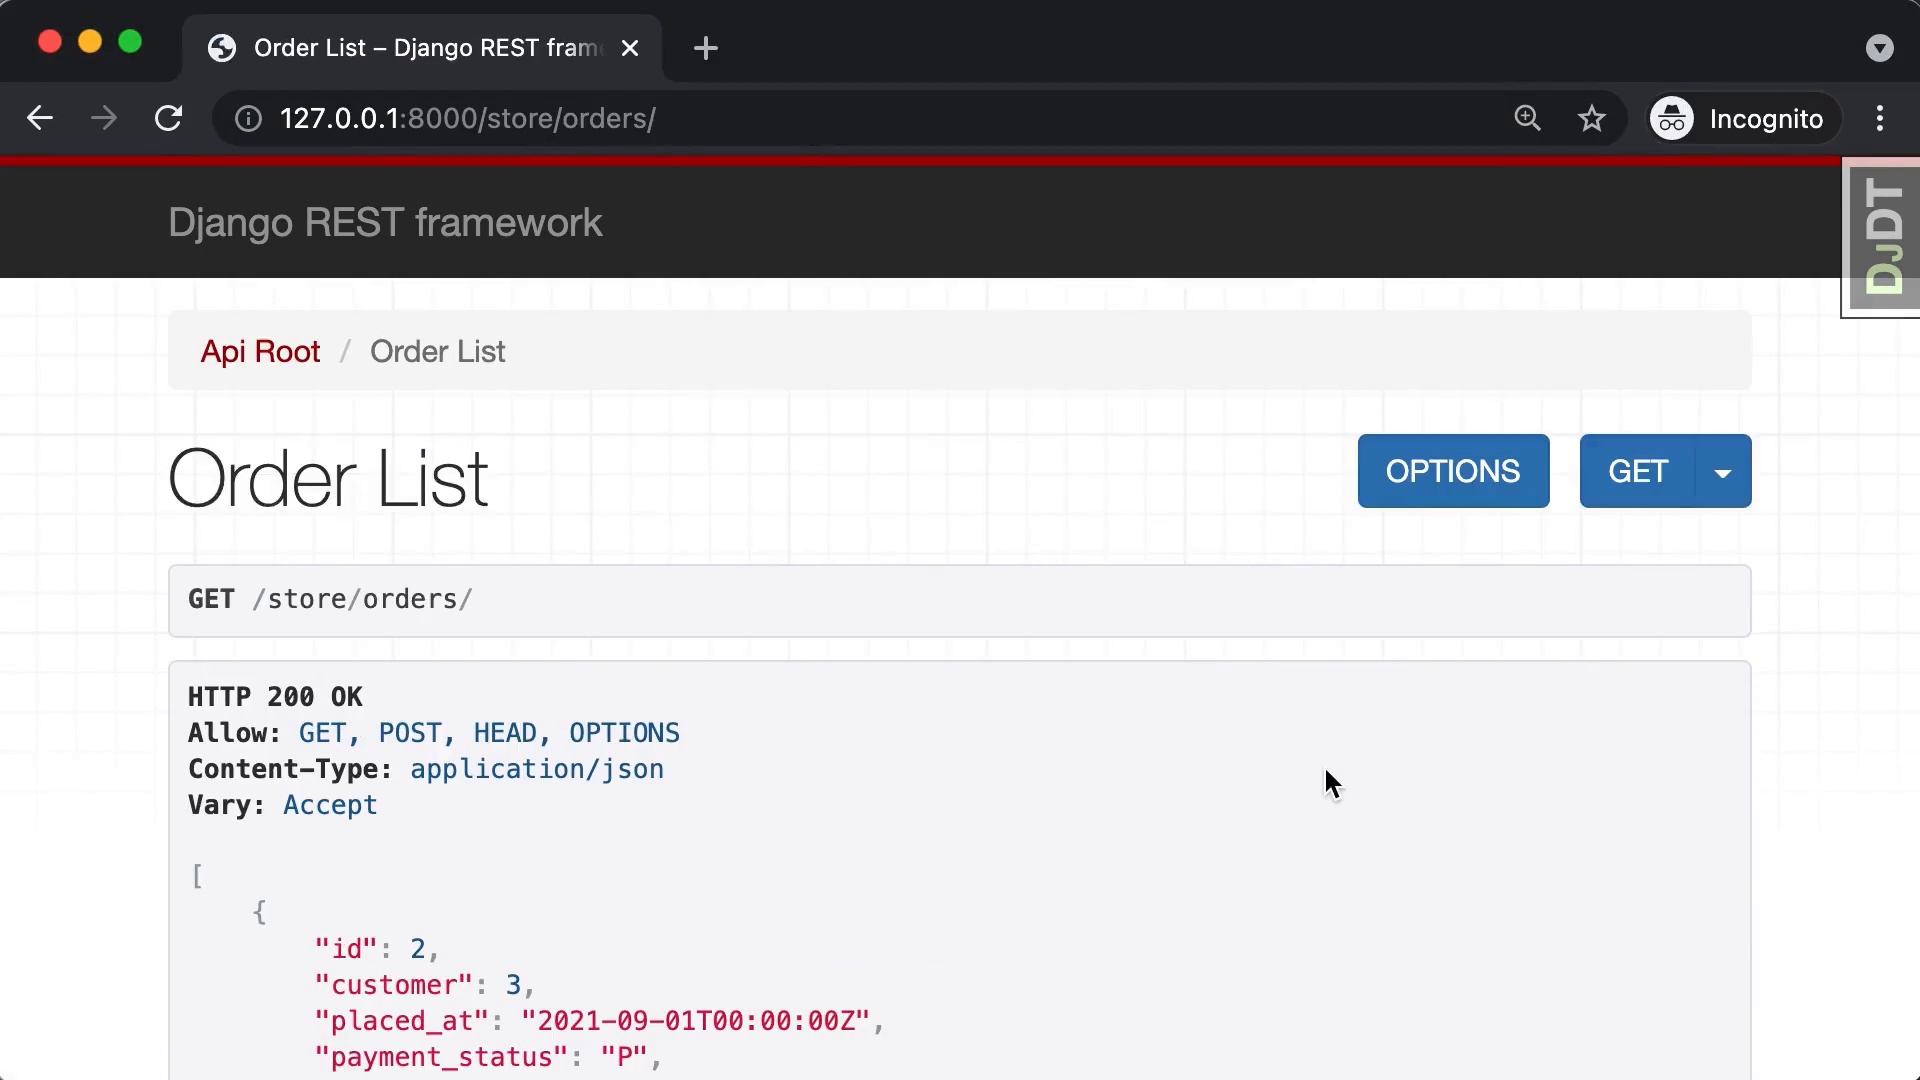 Order List – Django REST fram
127.0.0.1:8000/store/orders/
Incognito
Django REST framework
DJDT
Api Root / Order List
Order List
OPTIONS
GET
GET /store/orders/
HTTP 200 OK
Allow: GET, POST, HEAD, OPTIONS
Content-Type: application/json
Vary: Accept
[
{
"id": 2,
"customer": 3,
"placed_at": "2021-09-01T00:00:00Z",
"payment_status": "P",